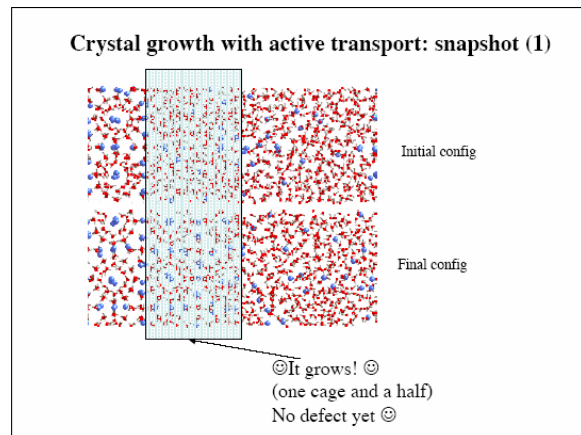 Crystal growth with active transport: snapshot (1)
Initial config
Final config
☺It grows! ☺
(one cage and a half)
No defect yet ☺